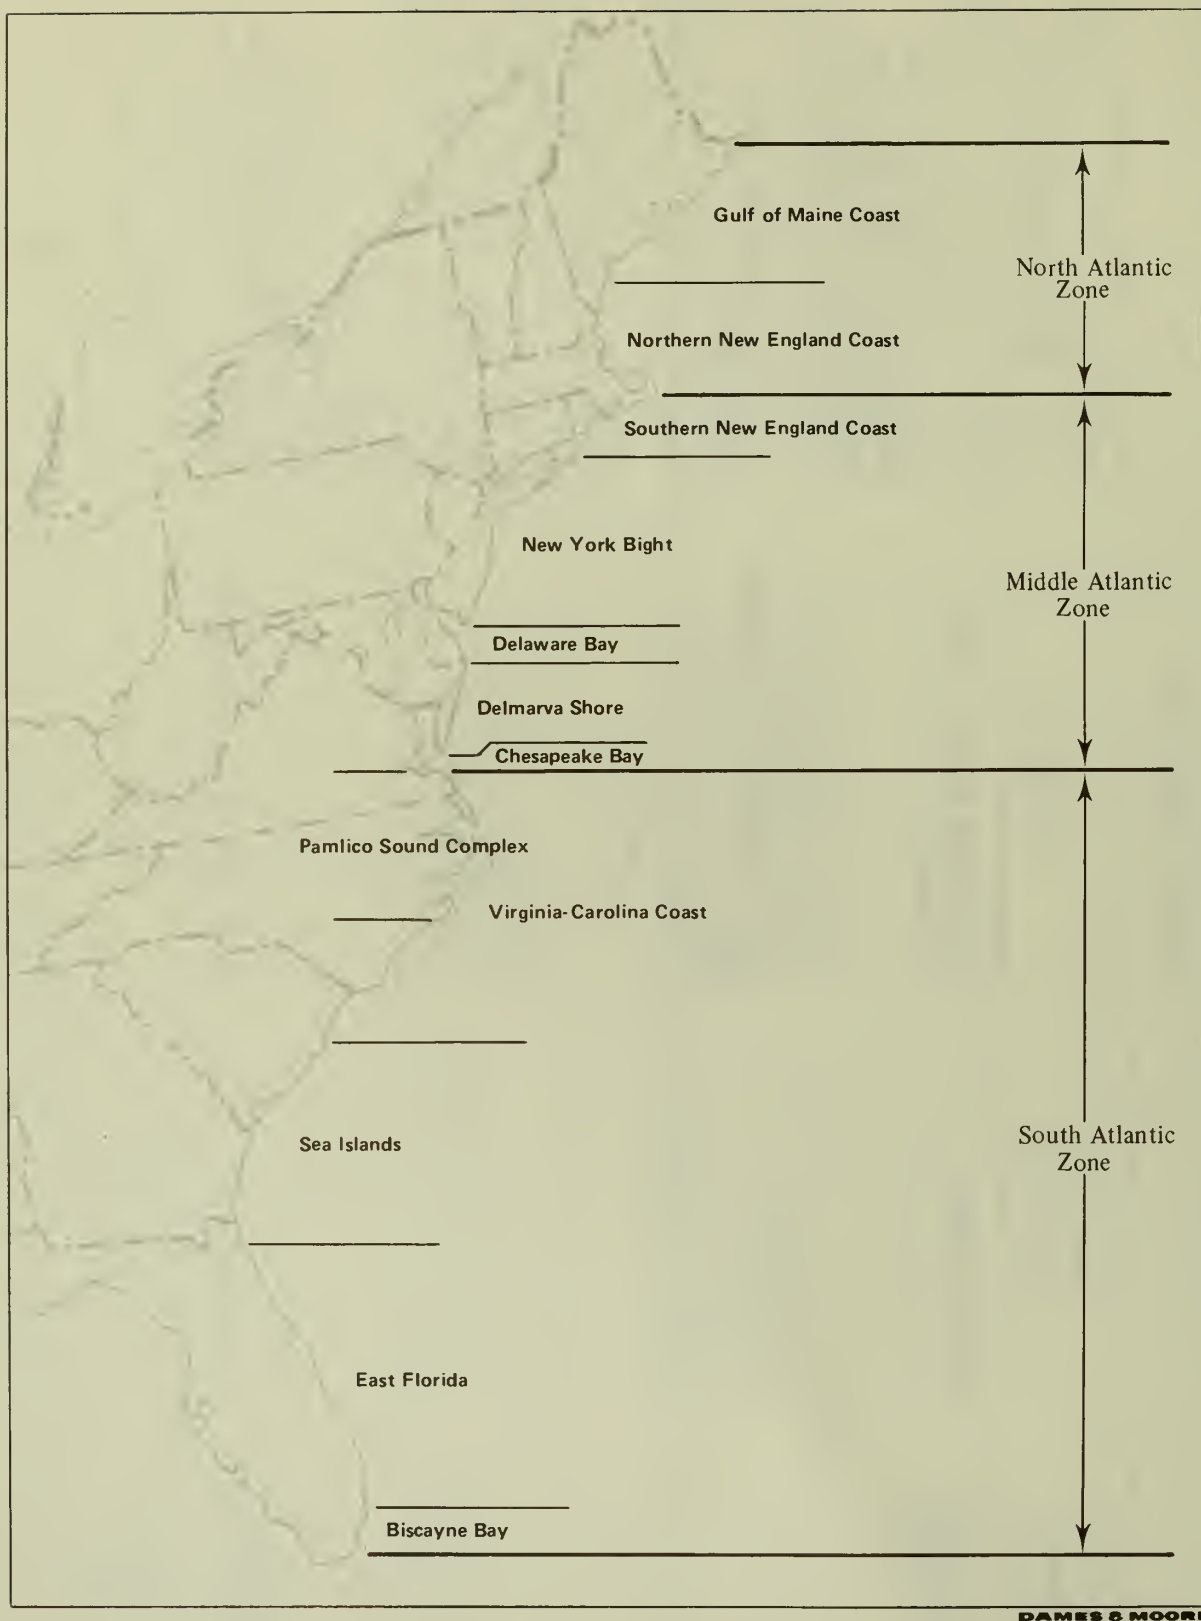 Gulf of Maine Coast
North Atlantic
Zone
Northern New England Coast
Southern New England Coast
New York Bight
Middle Atlantic
Zone
Delaware Bay
Delmarva Shore
Chesapeake Bay
Pamlico Sound Complex
Virginia-Carolina Coast
South Atlantic
Zone
Sea Islands
East Florida
Biscayne Bay
DAMES & MOORE